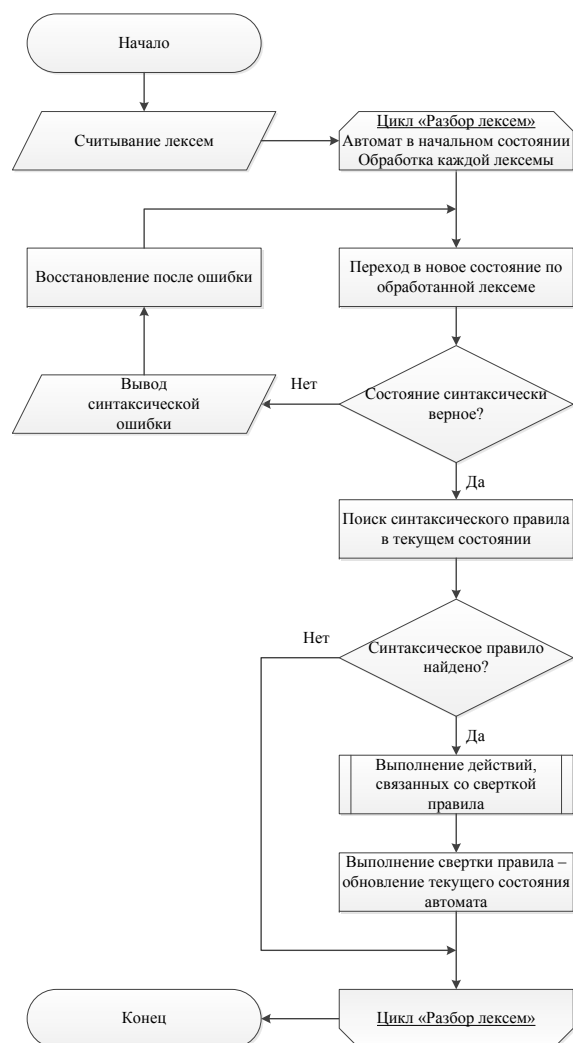 Начало
Считывание лексем
Цикл «Разбор лексем»
Автомат в начальном состоянии
Обработка каждой лексемы
Восстановление после ошибки
Переход в новое состояние по
обработанной лексеме
Вывод
синтаксической
ошибки
Нет
Состояние синтаксически
верное?
Да
Поиск синтаксического правила
в текущем состоянии
Нет
Синтаксическое правило
найдено?
Да
Выполнение действий,
связанных со сверткой
правила
Выполнение свертки правила –
обновление текущего состояния
автомата
Конец
Цикл «Разбор лексем»